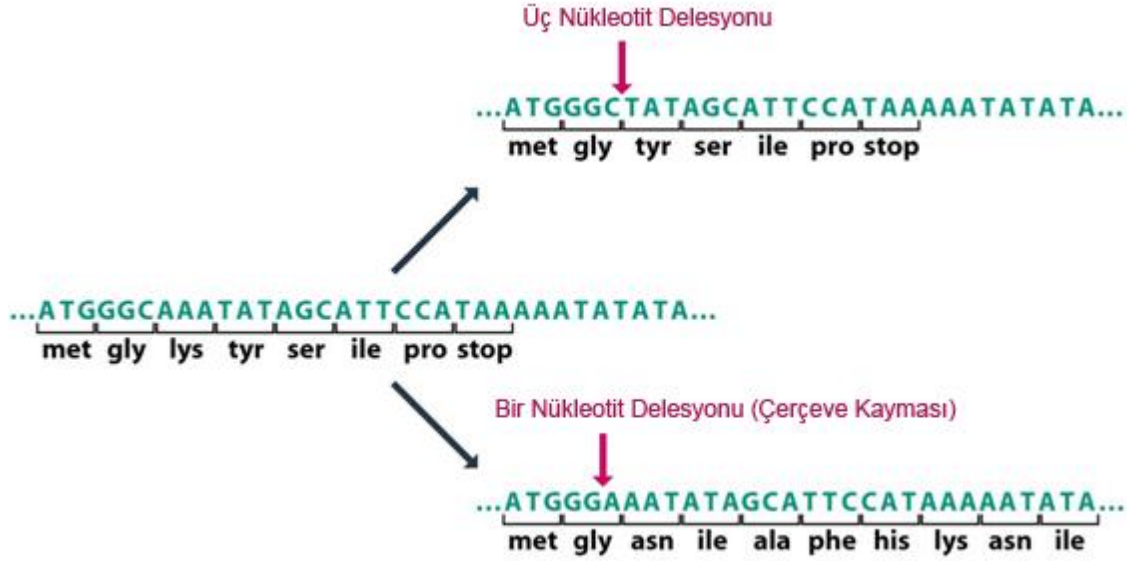 Üç Nükleotit Delesyonu
...ATGGGCTATAGCATTCCATAAAAATATATA...
met gly tyr ser ile pro stop
...ATGGGCAAATATAGCATTCCATAAAAATATATA...
met gly lys tyr ser ile pro stop
Bir Nükleotit Delesyonu (Çerçeve Kayması)
...ATGGGAAATATAGCATTCCATAAAAATATA...
met gly asn ile ala phe his lys asn ile